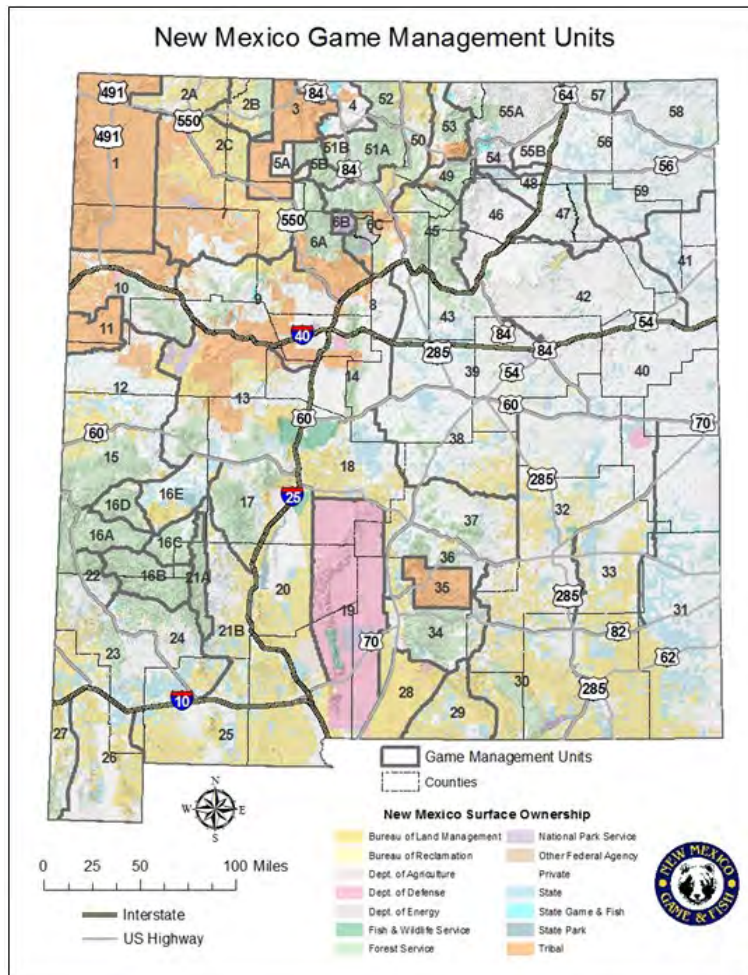 New Mexico Game Management Units
491
2A
2B
3
84
4
52
64
57
58
491
550
51B
50
53
55A
56
1
2C
5A
5B
51A
54
55B
56
84
49
48
59
7
550
6B
6C
46
47
6A
45
41
10
9
8
42
11
40
43
84
54
285
84
12
14
39
54
40
13
60
60
38
70
60
15
18
16E
17
25
285
32
16D
37
16A
16C
36
22
16B
21A
20
33
19
35
285
31
24
21B
34
82
23
70
62
28
30
10
29
285
27
26
25
Game Management Units
Counties
N
W
E
S
New Mexico Surface Ownership
Bureau of Land Management
National Park Service
Bureau of Reclamation
Other Federal Agency
Dept. of Agriculture
Private
Dept. of Defense
State
Dept. of Energy
State Game & Fish
Fish & Wildlife Service
State Park
Forest Service
Tribal
0 25 50 100 Miles
Interstate
US Highway
NEW MEXICO
GAME & FISH